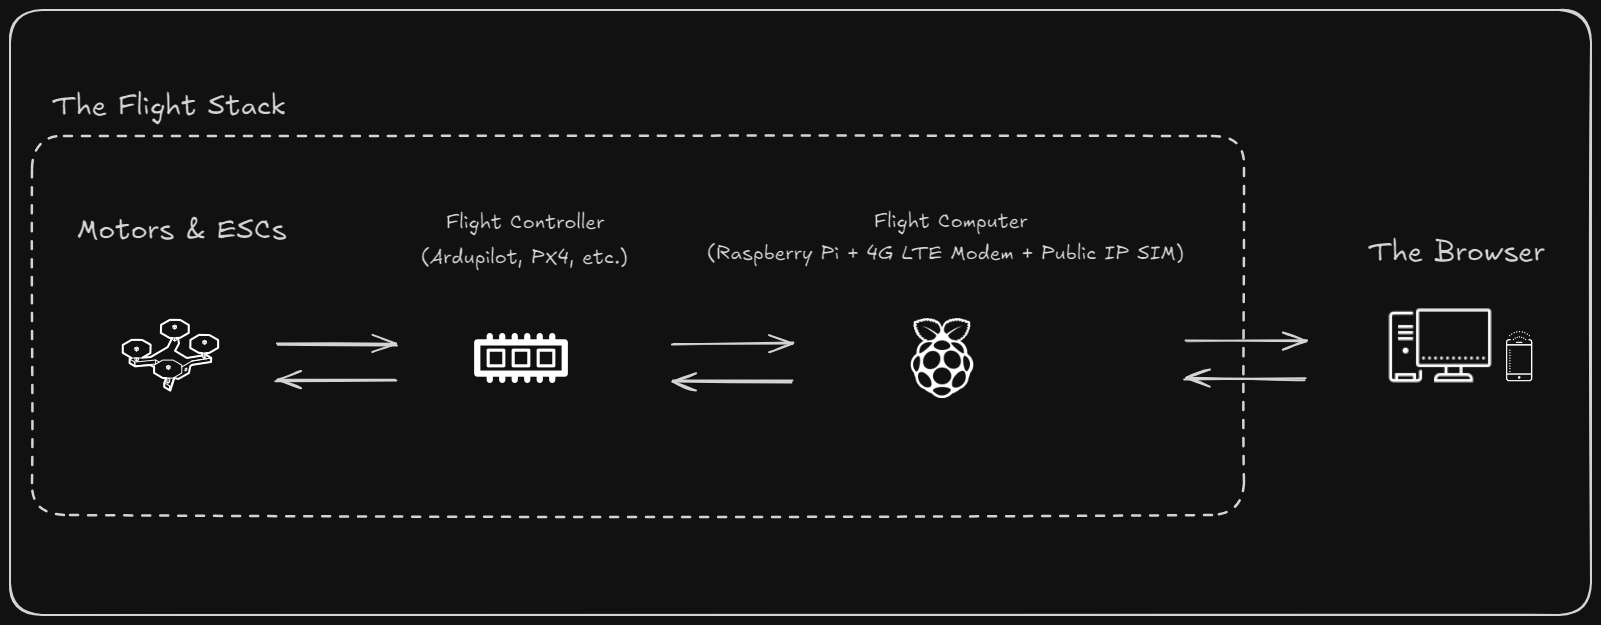 The Flight Stack
Motors & ESCs
Flight Controller
(Ardupilot, PX4, etc.)
Flight Computer
(Raspberry Pi + 4G LTE Modem + Public IP SIM)
The Browser